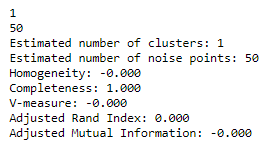 1
50
Estimated number of clusters: 1
Estimated number of noise points: 50
Homogeneity: -0.000
Completeness: 1.000
V-measure: -0.000
Adjusted Rand Index: 0.000
Adjusted Mutual Information: -0.000